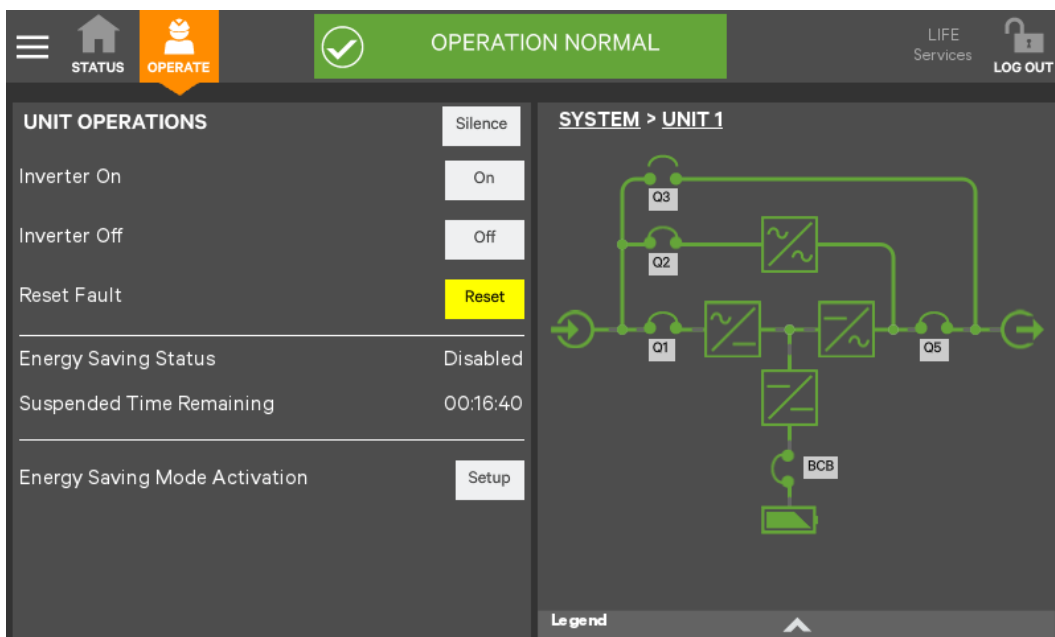 STATUS
OPERATE
OPERATION NORMAL
LIFE
Services
LOG OUT
UNIT OPERATIONS
Silence
Inverter On
On
Inverter Off
Off
Reset Fault
Reset
Energy Saving Status
Disabled
Suspended Time Remaining
00:16:40
Energy Saving Mode Activation
Setup
SYSTEM > UNIT 1
Q3
Q2
Q1
Q5
BCB
Legend